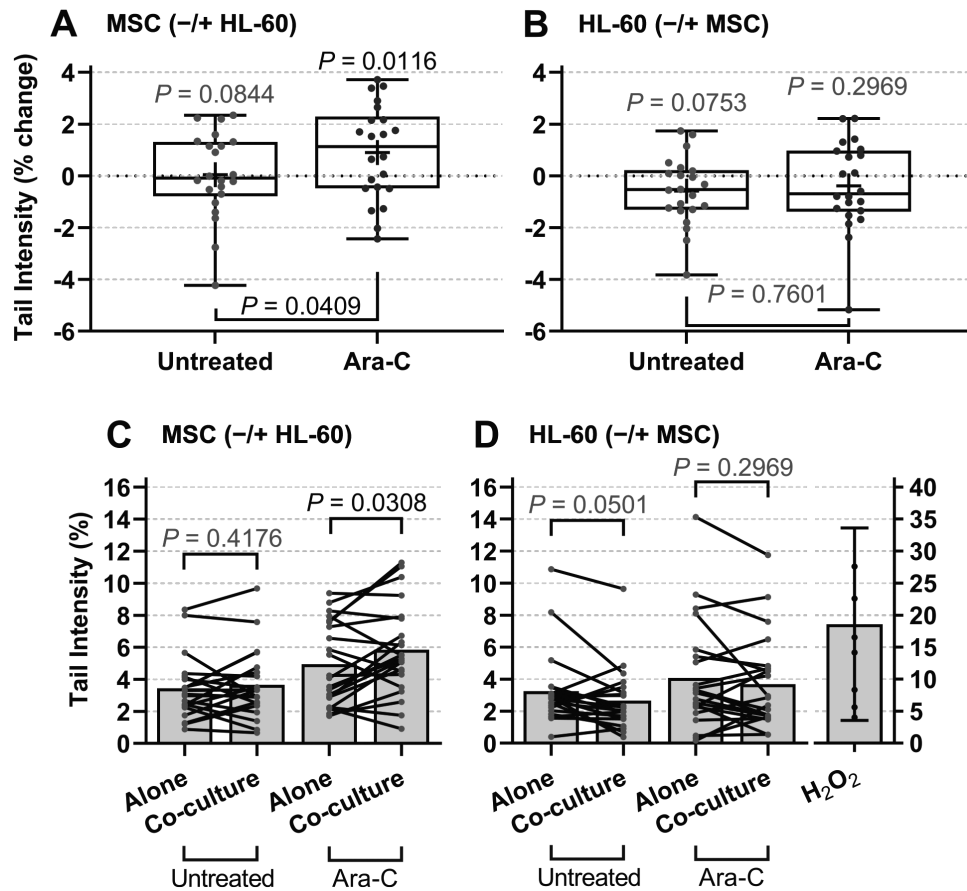 A MSC (−/+ HL-60)
B HL-60 (−/+ MSC)
Tail Intensity (% change)
4
2
0
-2
-4
-6
P = 0.0844
P = 0.0116
P = 0.0409
Untreated
Ara-C
4
2
0
-2
-4
-6
P = 0.0753
P = 0.2969
P = 0.7601
Untreated
Ara-C
C MSC (−/+ HL-60)
D HL-60 (−/+ MSC)
Tail Intensity (%)
16
14
12
10
8
6
4
2
0
P = 0.4176
P = 0.0308
Alone
Co-culture
Alone
Co-culture
Untreated
Ara-C
16
14
12
10
8
6
4
2
0
P = 0.0501
P = 0.2969
40
35
30
25
20
15
10
5
0
Alone
Co-culture
Alone
Co-culture
H₂O₂
Untreated
Ara-C